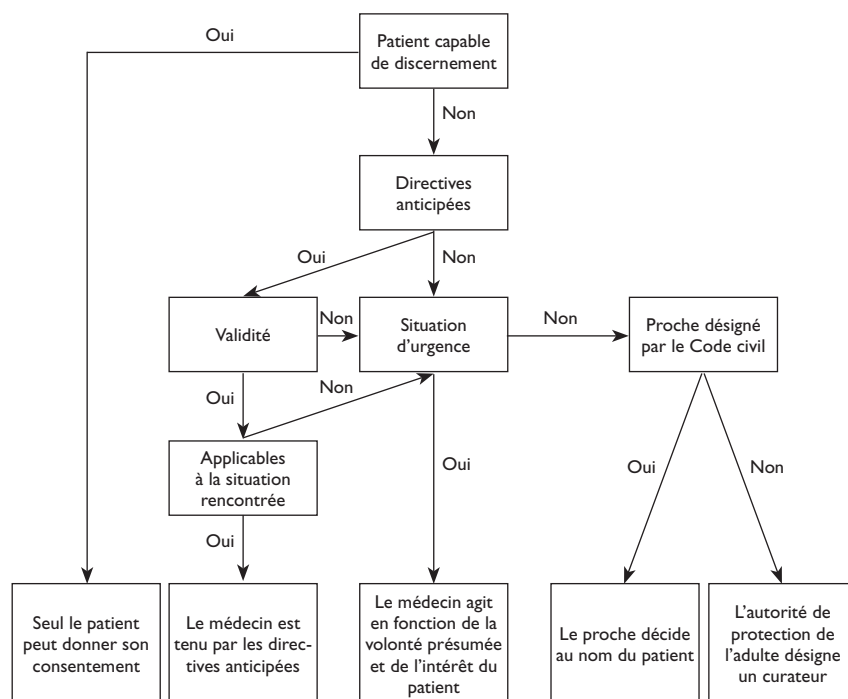 Oui
Patient capable
de discernement
Non
Directives
anticipées
Oui
Non
Validité
Non
Situation
d'urgence
Non
Proche désigné
par le Code civil
Oui
Non
Applicables
à la situation
rencontrée
Oui
Oui
Non
Oui
Seul le patient
peut donner son
consentement
Le médecin est
tenu par les direc-
tives anticipées
Le médecin agit
en fonction de la
volonté présumée
et de l'intérêt du
patient
Le proche décide
au nom du patient
L'autorité de
protection de
l'adulte désigne
un curateur